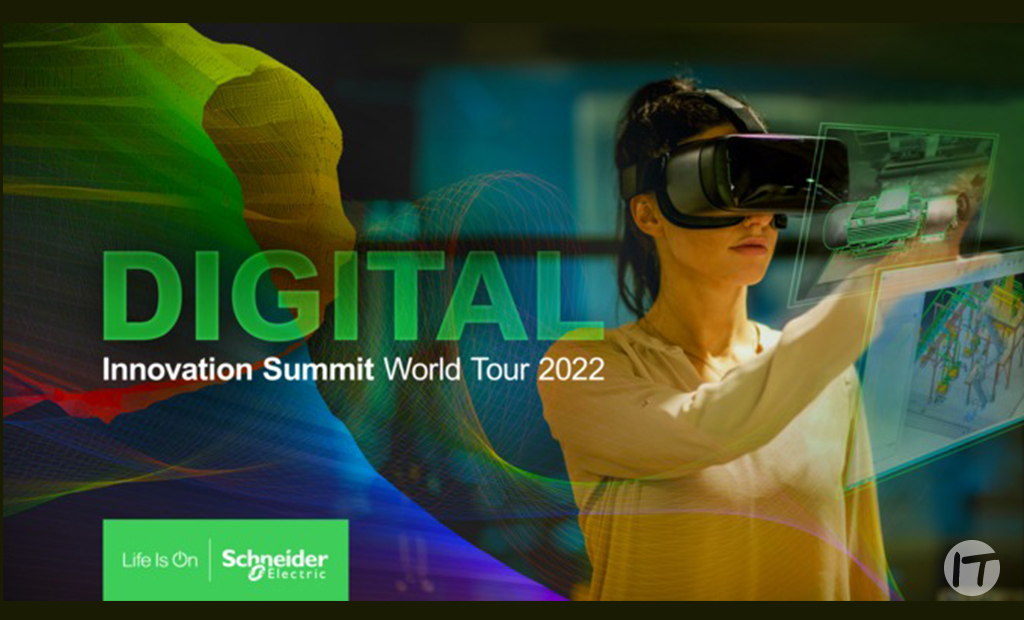 DIGITAL
Innovation Summit World Tour 2022
Life Is On
Schneider
Electric
IT